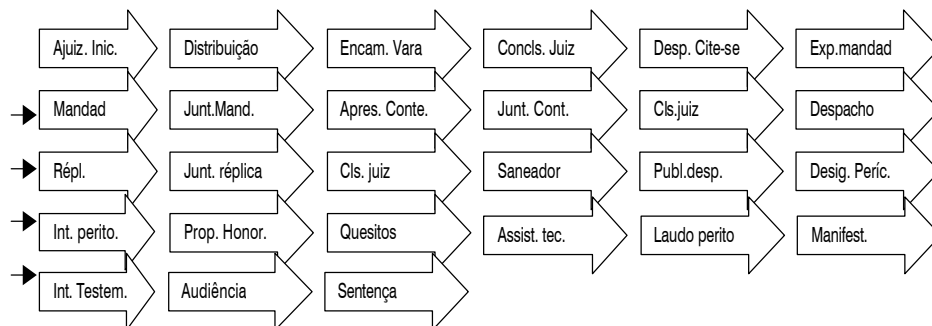 Ajuiz. Inic. Distribuição Encam. Vara Concls. Juiz Desp. Cite-se Exp.mandad
Mandad Junt.Mand. Apres. Conte. Junt. Cont. Cls.juiz Despacho
Répl. Junt. réplica Cls. juiz Saneador Publ.desp. Desig. Períc.
Int. perito. Prop. Honor. Quesitos Assist. tec. Laudo perito Manifest.
Int. Testem. Audiência Sentença